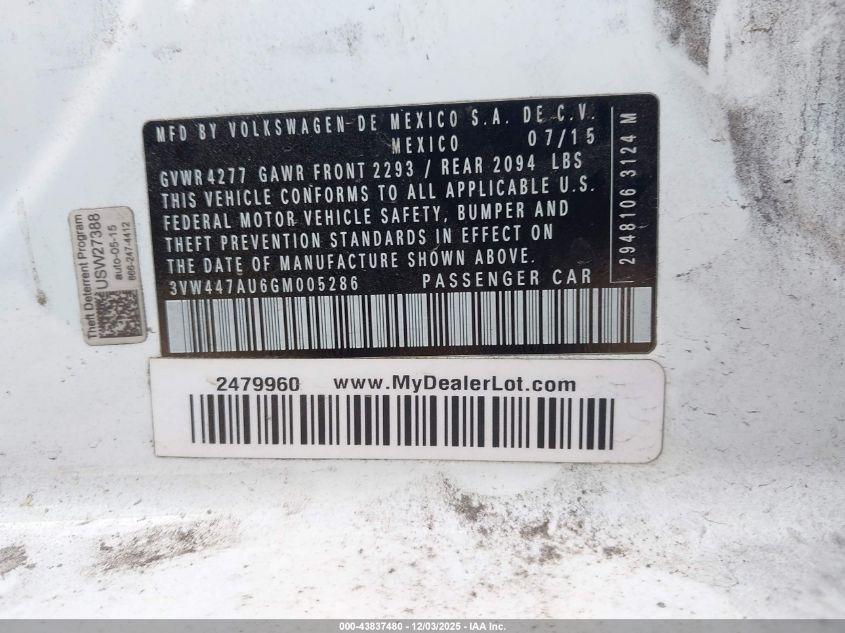 MFD BY VOLKSWAGEN DE MEXICO S.A. DE C.V.
MEXICO 07/15
GVWR 4277 GAWR FRONT 2293 / REAR 2094 LBS
THIS VEHICLE CONFORMS TO ALL APPLICABLE U.S.
FEDERAL MOTOR VEHICLE SAFETY, BUMPER AND
THEFT PREVENTION STANDARDS IN EFFECT ON
THE DATE OF MANUFACTURE SHOWN ABOVE.
3VW447AU6GM005286 PASSENGER CAR
2948106 3124 M
Theft Deterrent Program
USW27388
auto-05-15
866-247-4412
2479960 www.MyDealerLot.com
000-43837480 - 12/03/2025 - IAA Inc.